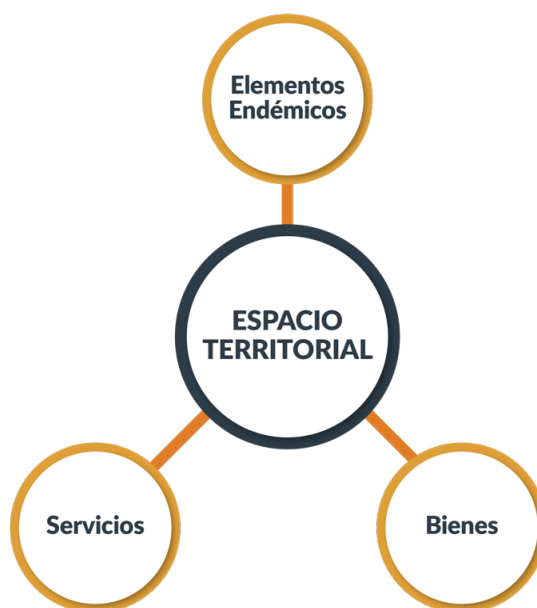 Elementos
Endémicos
ESPACIO
TERRITORIAL
Servicios
Bienes